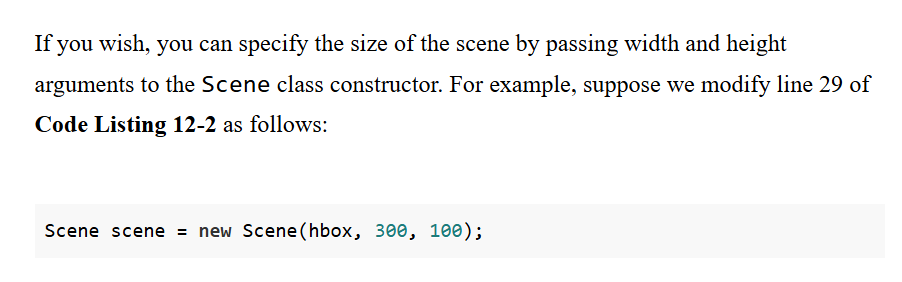 If you wish, you can specify the size of the scene by passing width and height
arguments to the Scene class constructor. For example, suppose we modify line 29 of
Code Listing 12-2 as follows:
Scene scene = new Scene(hbox, 300, 100);